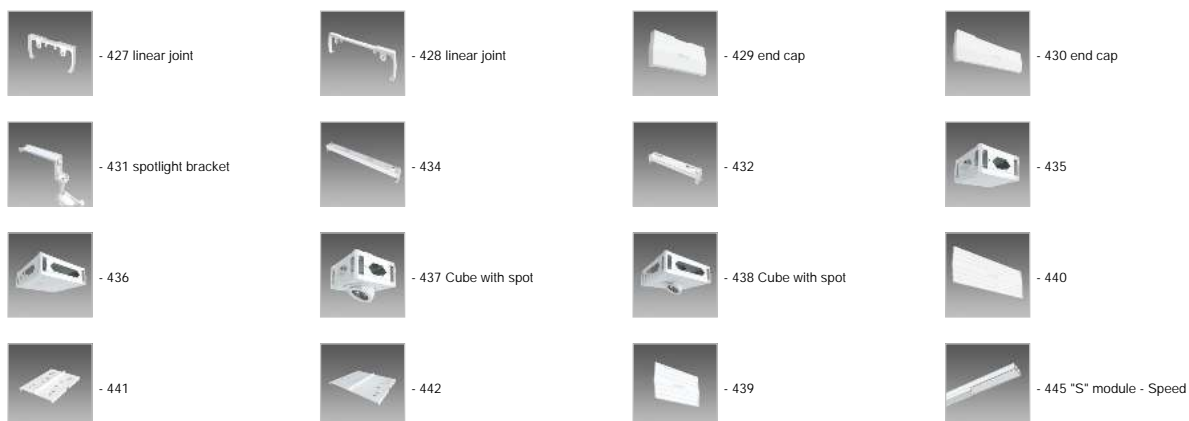 - 427 linear joint
- 428 linear joint
- 429 end cap
- 430 end cap
- 431 spotlight bracket
- 434
- 432
- 435
- 436
- 437 Cube with spot
- 438 Cube with spot
- 440
- 441
- 442
- 439
- 445 "S" module - Speed